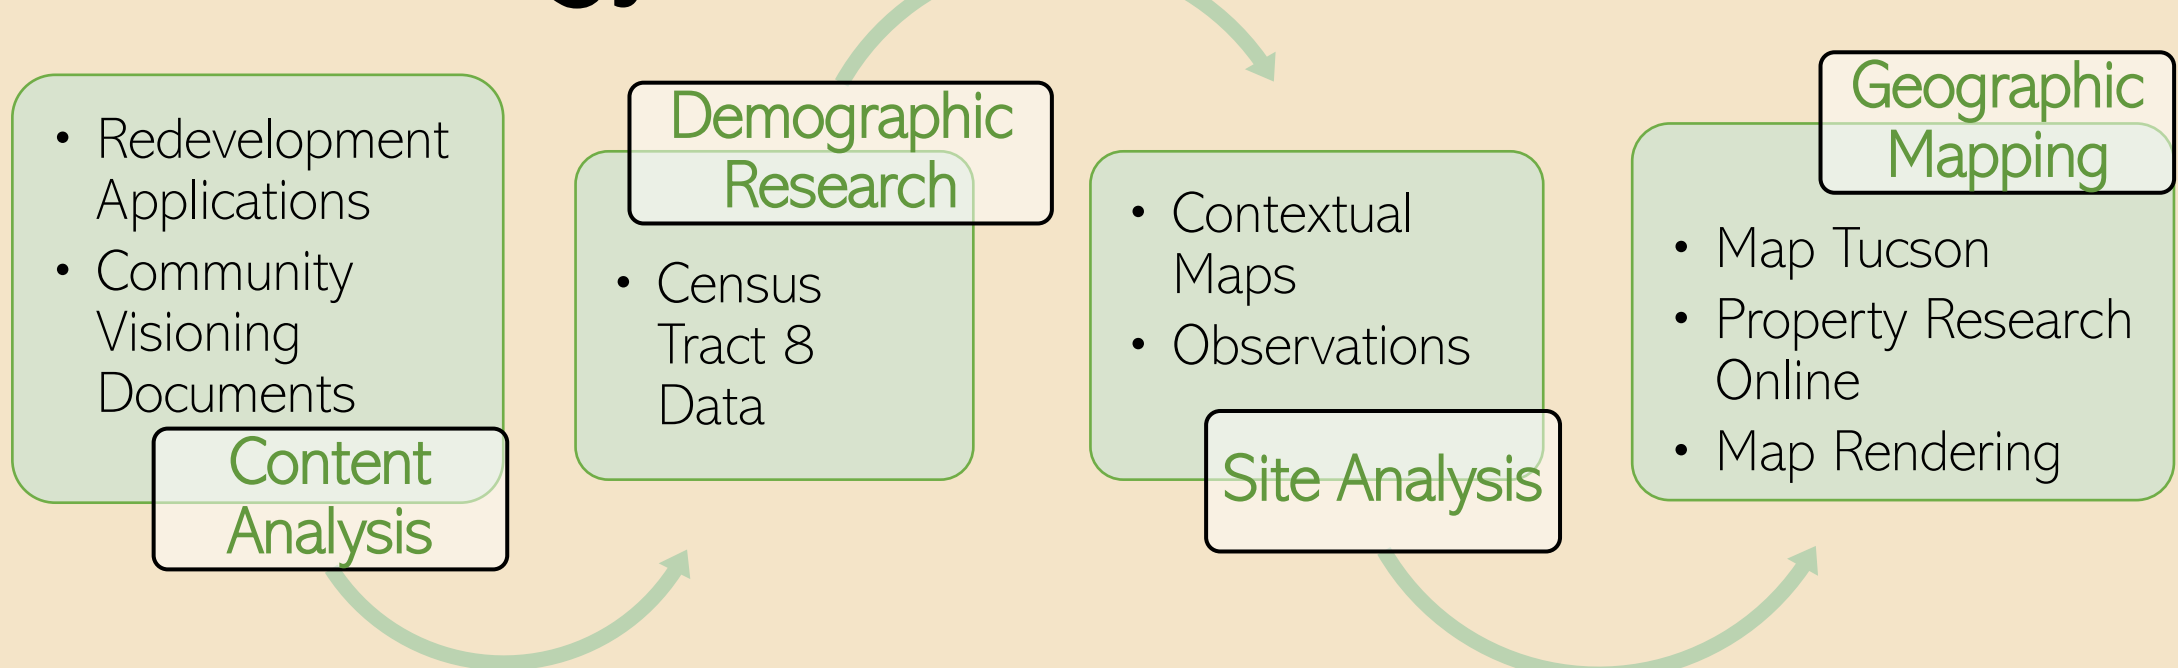 • Redevelopment
Applications
• Community
Visioning
Documents
Content
Analysis
Demographic
Research
• Census
Tract 8
Data
• Contextual
Maps
• Observations
Site Analysis
Geographic
Mapping
• Map Tucson
• Property Research
Online
• Map Rendering